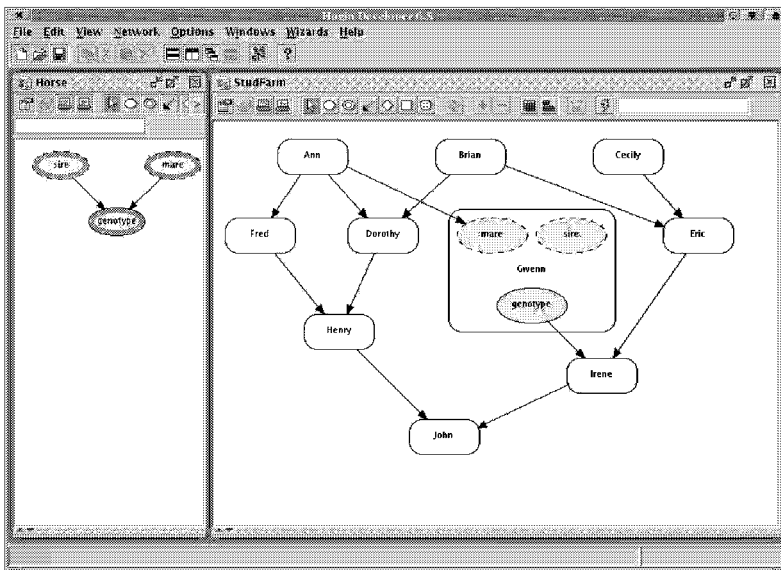 Hugin Developer 6.5
File Edit View Network Options Windows Wizards Help
Horse
StudFarm
sire
mare
genotype
Ann
Brian
Cecily
Fred
Dorothy
mare
sire
Eric
Gwenn
genotype
Henry
Irene
John